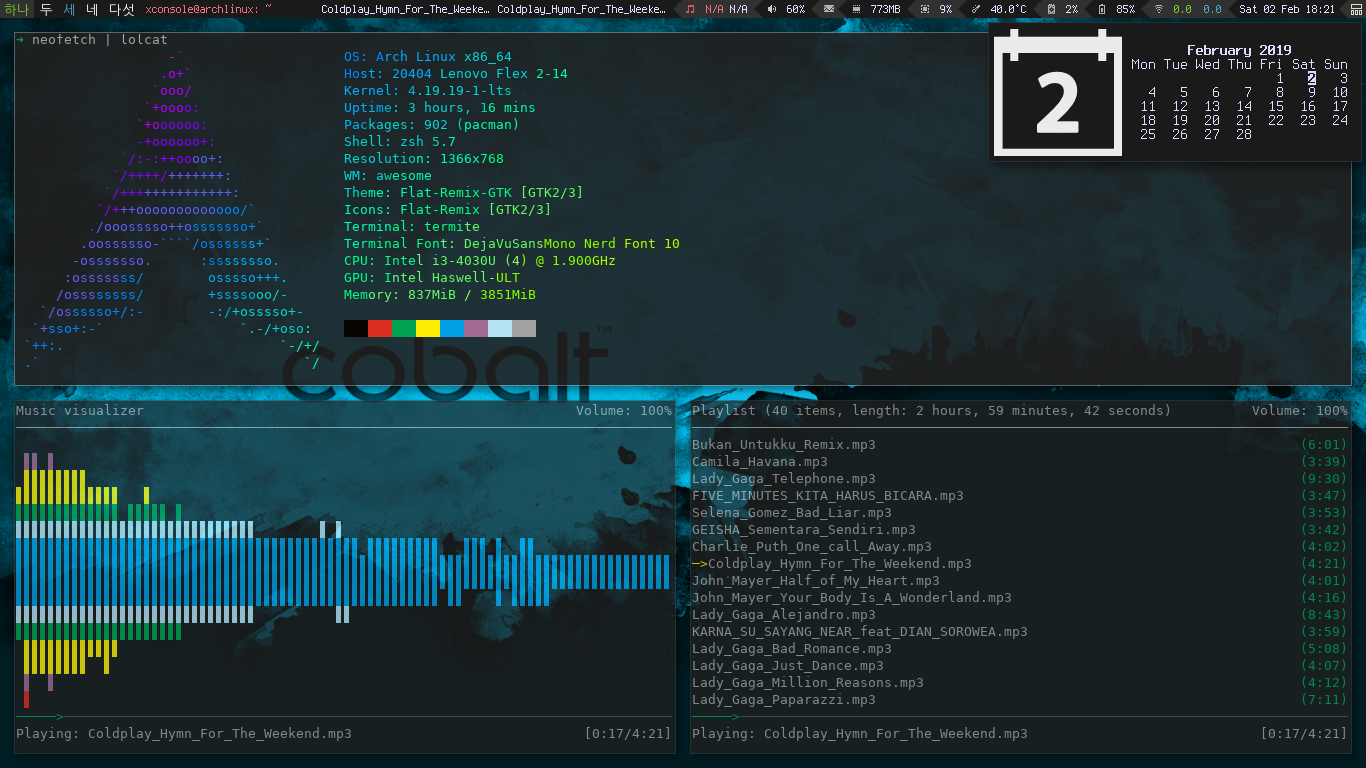 하나 두 세 네 다섯 xconsole@archlinux: ~ Coldplay_Hymn_For_The_Weeke… Coldplay_Hymn_For_The_Weeke… N/A N/A 60% 773MB 9% 40.0°C 2% 85% 0.0 0.0 Sat 02 Feb 18:21
→ neofetch | lolcat
OS: Arch Linux x86_64
Host: 20404 Lenovo Flex 2-14
Kernel: 4.19.19-1-lts
Uptime: 3 hours, 16 mins
Packages: 902 (pacman)
Shell: zsh 5.7
Resolution: 1366x768
WM: awesome
Theme: Flat-Remix-GTK [GTK2/3]
Icons: Flat-Remix [GTK2/3]
Terminal: termite
Terminal Font: DejaVuSansMono Nerd Font 10
CPU: Intel i3-4030U (4) @ 1.900GHz
GPU: Intel Haswell-ULT
Memory: 837MiB / 3851MiB
cobalt™
2
February 2019
Mon Tue Wed Thu Fri Sat Sun
1 2 3
4 5 6 7 8 9 10
11 12 13 14 15 16 17
18 19 20 21 22 23 24
25 26 27 28
Music visualizer Volume: 100%
Playing: Coldplay_Hymn_For_The_Weekend.mp3 [0:17/4:21]
Playlist (40 items, length: 2 hours, 59 minutes, 42 seconds) Volume: 100%
Bukan_Untukku_Remix.mp3 (6:01)
Camila_Havana.mp3 (3:39)
Lady_Gaga_Telephone.mp3 (9:30)
FIVE_MINUTES_KITA_HARUS_BICARA.mp3 (3:47)
Selena_Gomez_Bad_Liar.mp3 (3:53)
GEISHA_Sementara_Sendiri.mp3 (3:42)
Charlie_Puth_One_call_Away.mp3 (4:02)
─>Coldplay_Hymn_For_The_Weekend.mp3 (4:21)
John_Mayer_Half_of_My_Heart.mp3 (4:01)
John_Mayer_Your_Body_Is_A_Wonderland.mp3 (4:16)
Lady_Gaga_Alejandro.mp3 (8:43)
KARNA_SU_SAYANG_NEAR_feat_DIAN_SOROWEA.mp3 (3:59)
Lady_Gaga_Bad_Romance.mp3 (5:08)
Lady_Gaga_Just_Dance.mp3 (4:07)
Lady_Gaga_Million_Reasons.mp3 (4:12)
Lady_Gaga_Paparazzi.mp3 (7:11)
Playing: Coldplay_Hymn_For_The_Weekend.mp3 [0:17/4:21]